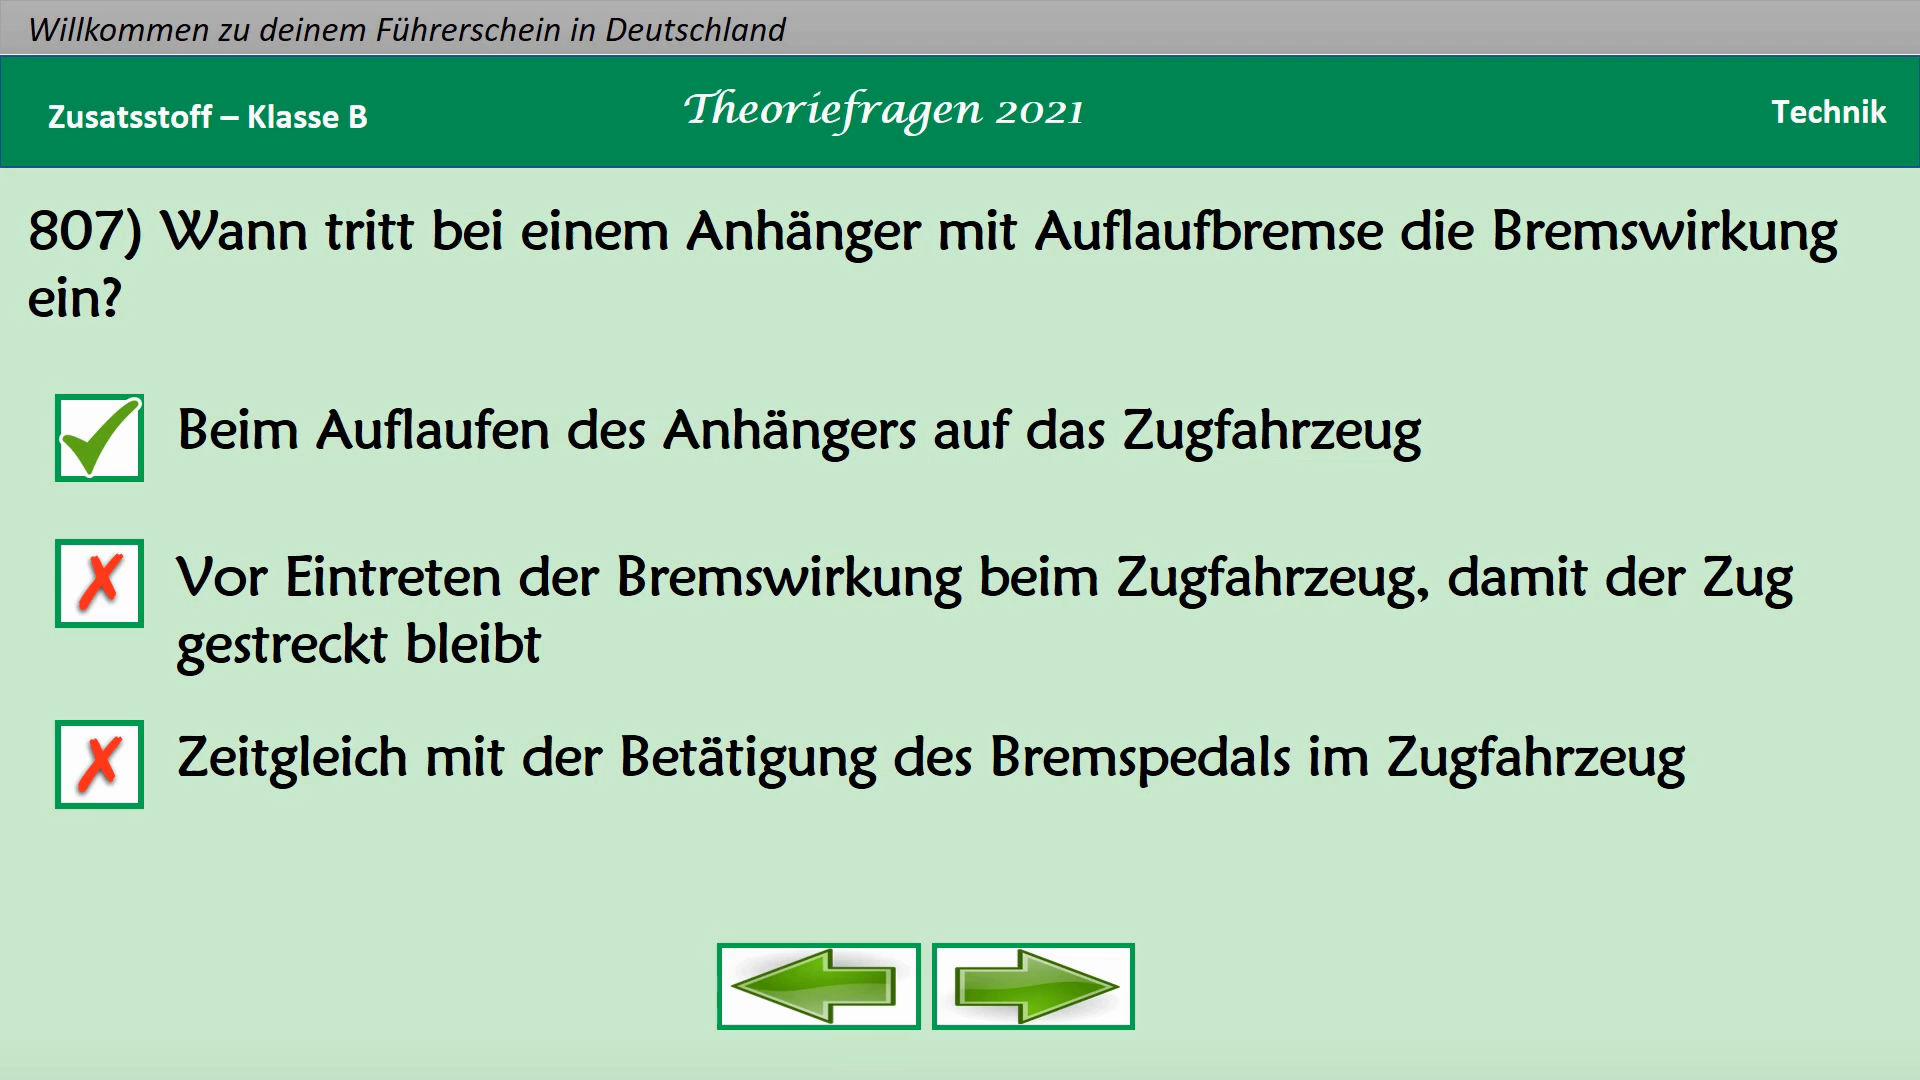 Willkommen zu deinem Führerschein in Deutschland
Zusatsstoff – Klasse B
Theoriefragen 2021
Technik
807) Wann tritt bei einem Anhänger mit Auflaufbremse die Bremswirkung
ein?
Beim Auflaufen des Anhängers auf das Zugfahrzeug
Vor Eintreten der Bremswirkung beim Zugfahrzeug, damit der Zug
gestreckt bleibt
Zeitgleich mit der Betätigung des Bremspedals im Zugfahrzeug